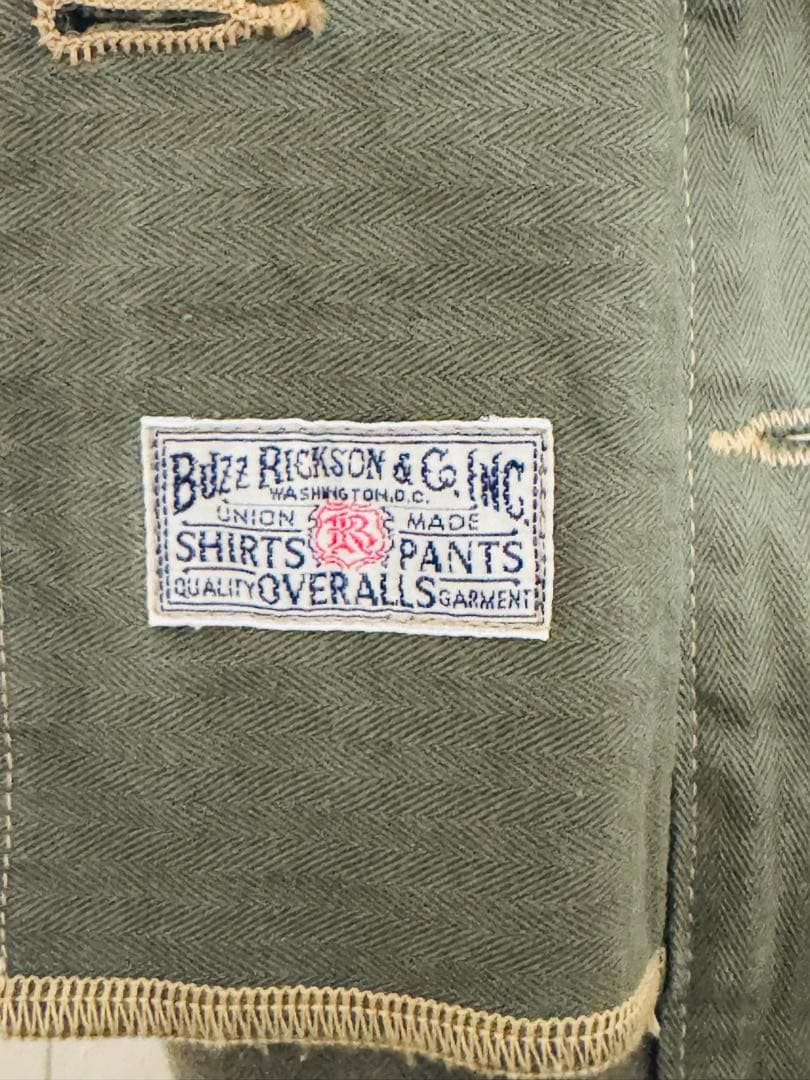 BUZZ RICKSON & CO. INC.
WASHINGTON, D.C.
UNION R MADE
SHIRTS PANTS
QUALITY OVERALLS GARMENT